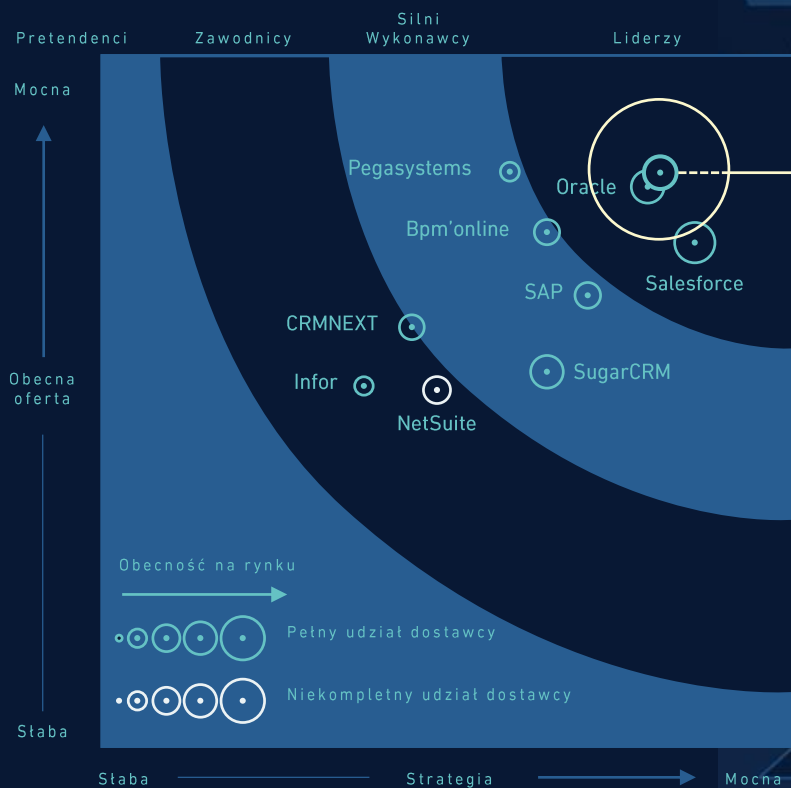 Silni
Pretendenci Zawodnicy Wykonawcy Liderzy
Mocna
Pegasystems
Oracle
Bpm'online
Salesforce
SAP
CRMNEXT
Infor
SugarCRM
NetSuite
Obecna
oferta
Obecność na rynku
Pełny udział dostawcy
Niekompletny udział dostawcy
Słaba
Słaba Strategia Mocna